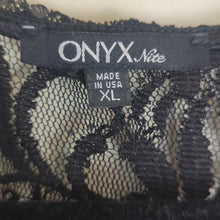 ONYX Nite
MADE
IN USA
XL